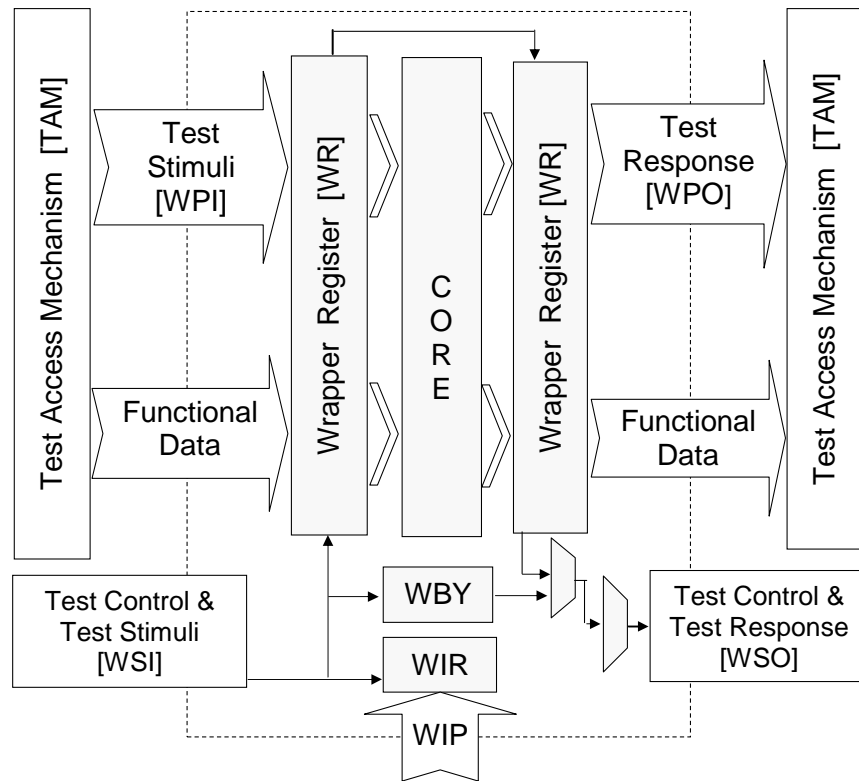 Test Access Mechanism [TAM]
Test
Stimuli
[WPI]
Functional
Data
Wrapper Register [WR]
C
O
R
E
Wrapper Register [WR]
Test
Response
[WPO]
Functional
Data
Test Access Mechanism [TAM]
Test Control &
Test Stimuli
[WSI]
WBY
WIR
WIP
Test Control &
Test Response
[WSO]